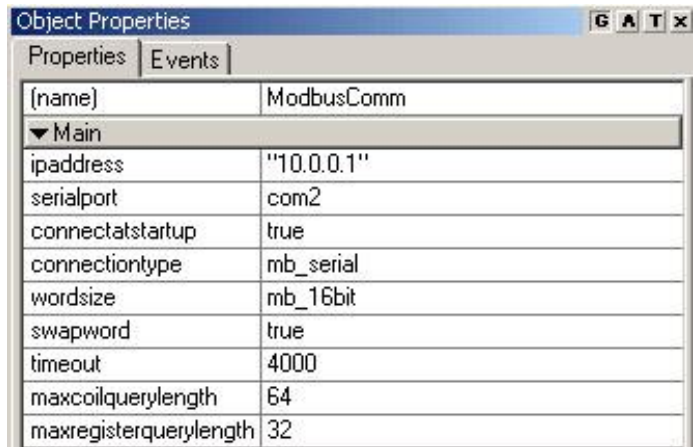 Object Properties G A T x
Properties Events
(name) ModbusComm
Main
ipaddress "10.0.0.1"
serialport com2
connectatstartup true
connectiontype mb_serial
wordsize mb_16bit
swapword true
timeout 4000
maxcoilquerylength 64
maxregisterquerylength 32